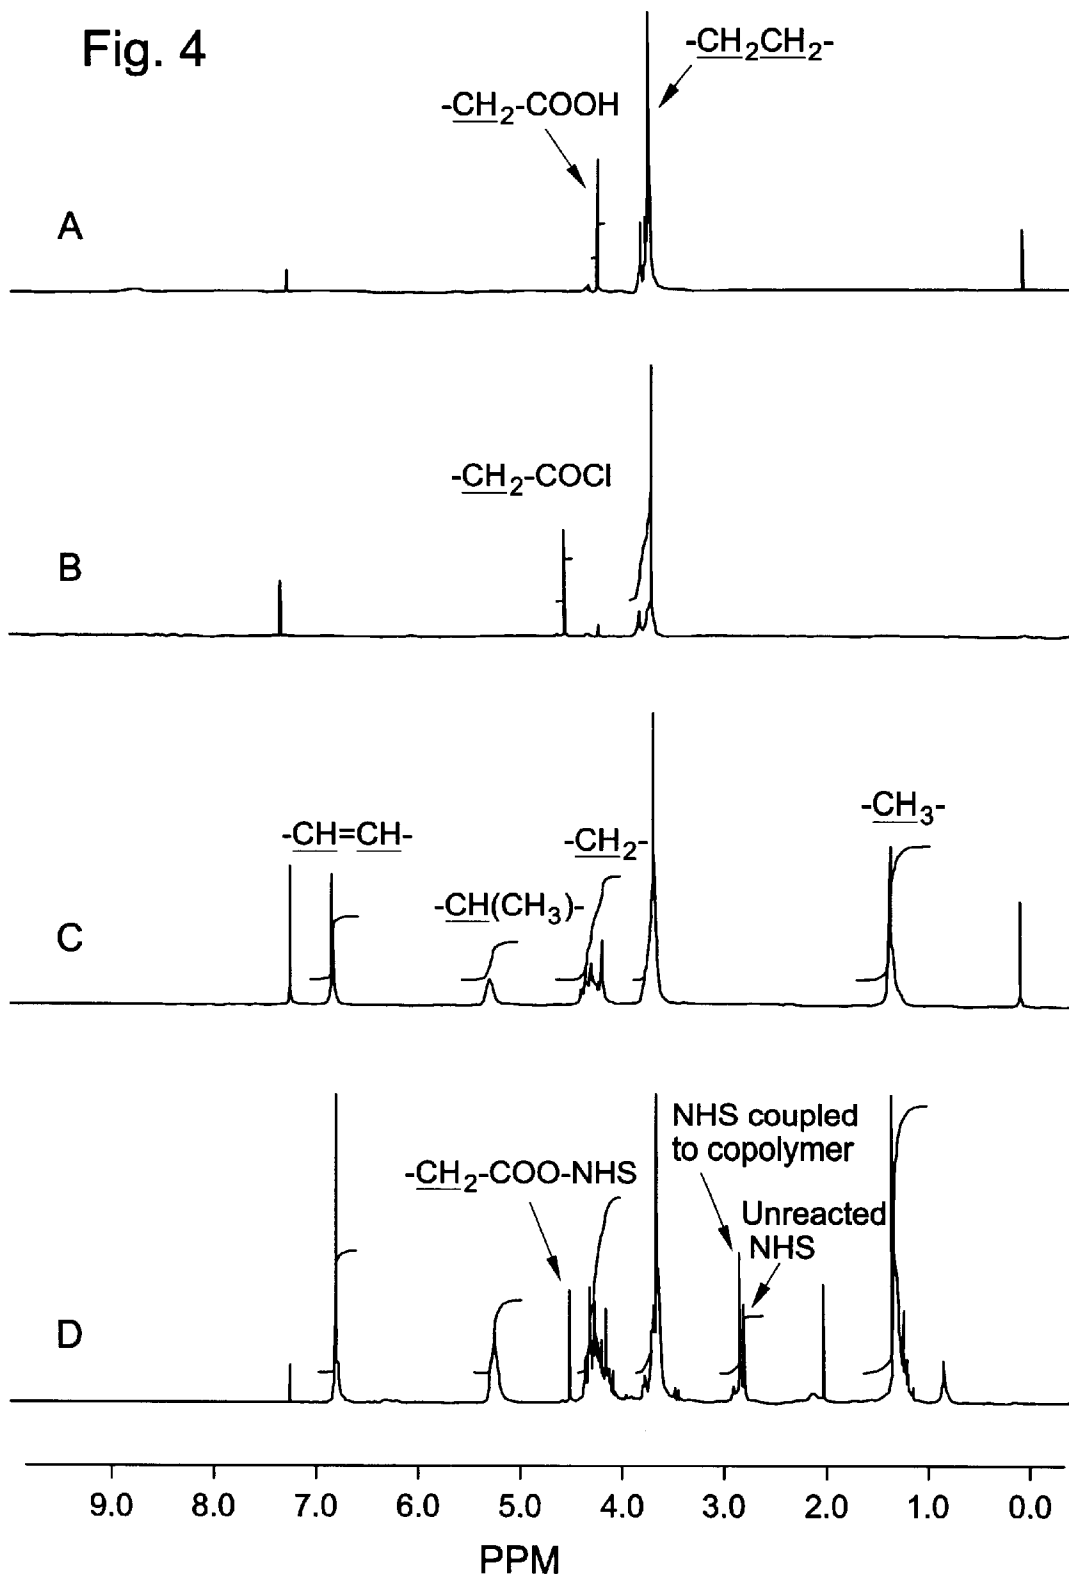 Fig. 4
-CH₂CH₂-
-CH₂-COOH
A
-CH₂-COCl
B
-CH=CH-
-CH(CH₃)-
-CH₂-
-CH₃-
C
NHS coupled
to copolymer
-CH₂-COO-NHS
Unreacted
NHS
D
9.0 8.0 7.0 6.0 5.0 4.0 3.0 2.0 1.0 0.0
PPM